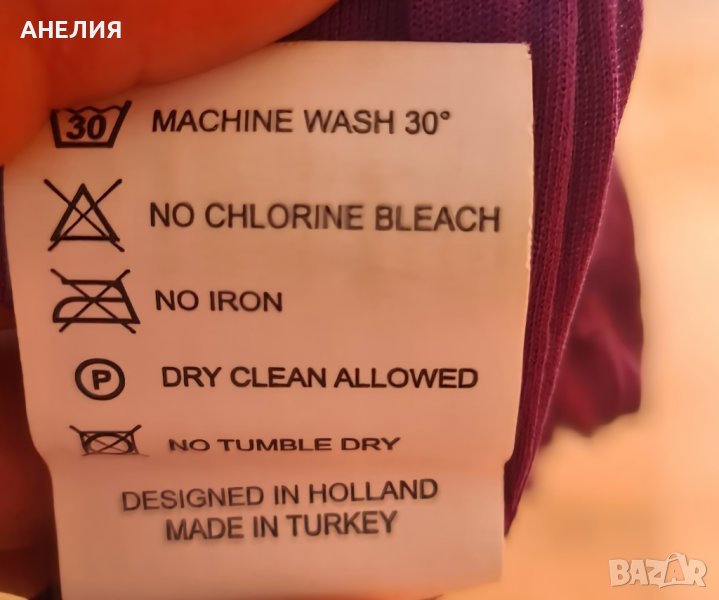 АНЕЛИЯ
30 MACHINE WASH 30°
NO CHLORINE BLEACH
NO IRON
P DRY CLEAN ALLOWED
NO TUMBLE DRY
DESIGNED IN HOLLAND
MADE IN TURKEY
BAZAR